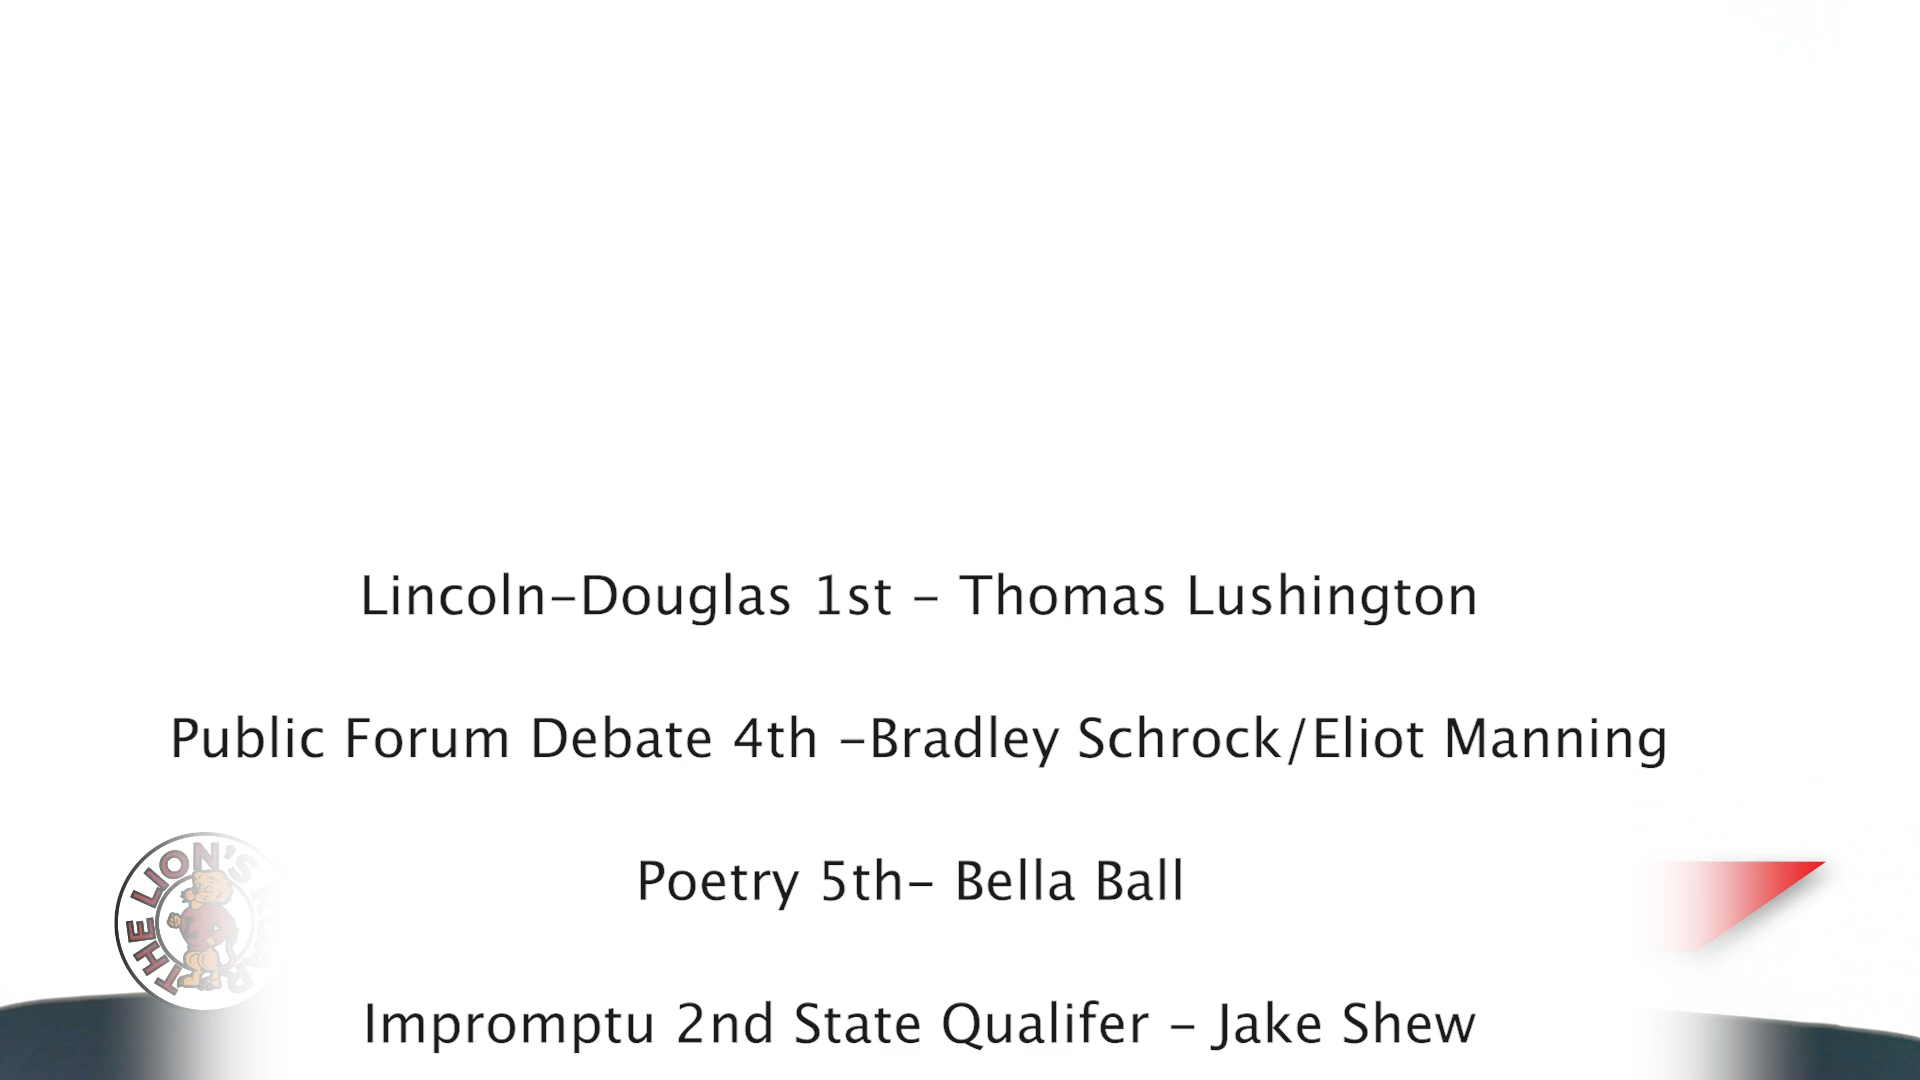 Lincoln-Douglas 1st - Thomas Lushington
Public Forum Debate 4th -Bradley Schrock/Eliot Manning
Poetry 5th- Bella Ball
THE LION'S ROAR
Impromptu 2nd State Qualifer - Jake Shew